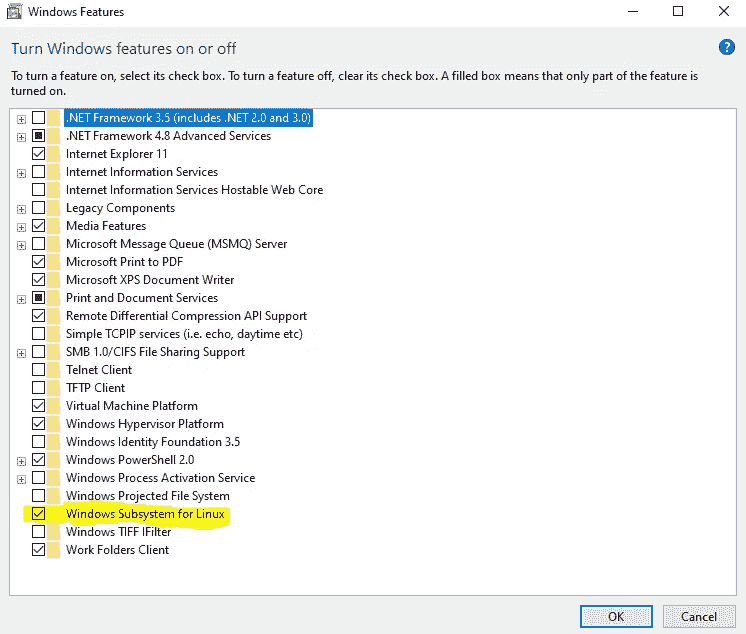 Windows Features
Turn Windows features on or off
?
To turn a feature on, select its check box. To turn a feature off, clear its check box. A filled box means that only part of the feature is
turned on.
.NET Framework 3.5 (includes .NET 2.0 and 3.0)
.NET Framework 4.8 Advanced Services
Internet Explorer 11
Internet Information Services
Internet Information Services Hostable Web Core
Legacy Components
Media Features
Microsoft Message Queue (MSMQ) Server
Microsoft Print to PDF
Microsoft XPS Document Writer
Print and Document Services
Remote Differential Compression API Support
Simple TCPIP services (i.e. echo, daytime etc)
SMB 1.0/CIFS File Sharing Support
Telnet Client
TFTP Client
Virtual Machine Platform
Windows Hypervisor Platform
Windows Identity Foundation 3.5
Windows PowerShell 2.0
Windows Process Activation Service
Windows Projected File System
Windows Subsystem for Linux
Windows TIFF IFilter
Work Folders Client
OK
Cancel